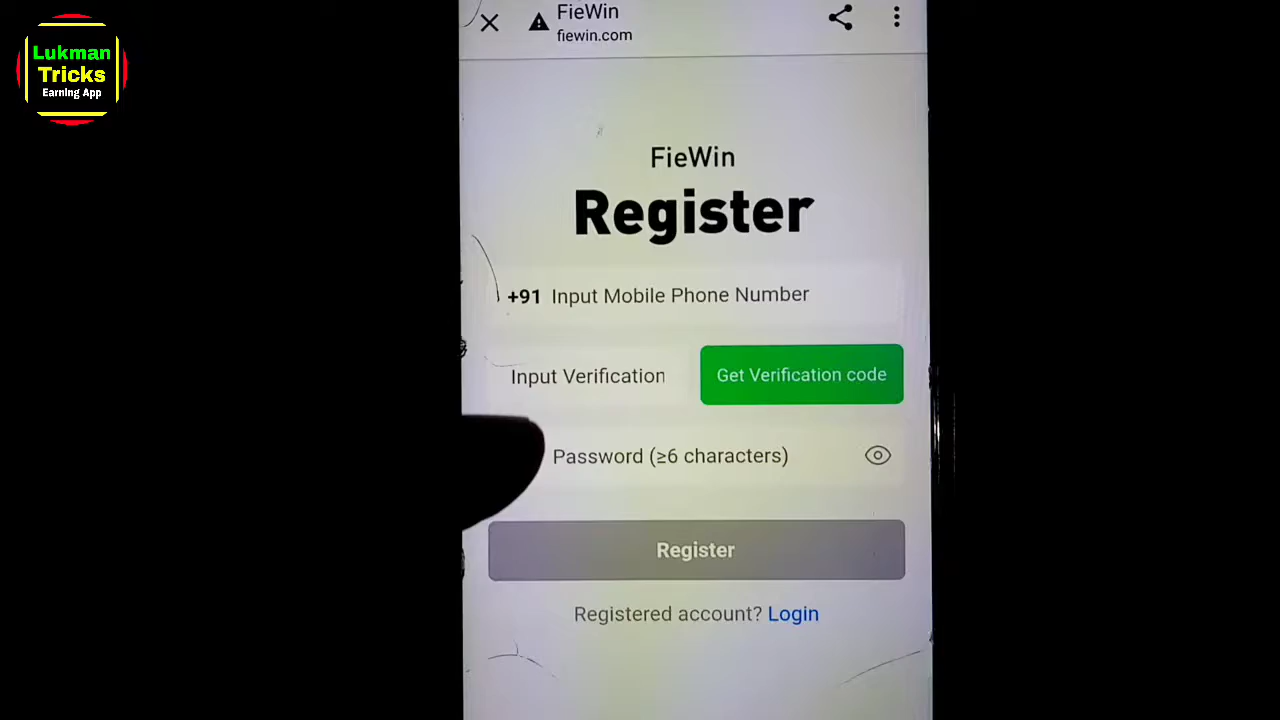 Lukman
Tricks
Earning App
FieWin
fiewin.com
FieWin
Register
+91 Input Mobile Phone Number
Input Verification
Get Verification code
Password (≥6 characters)
Register
Registered account? Login